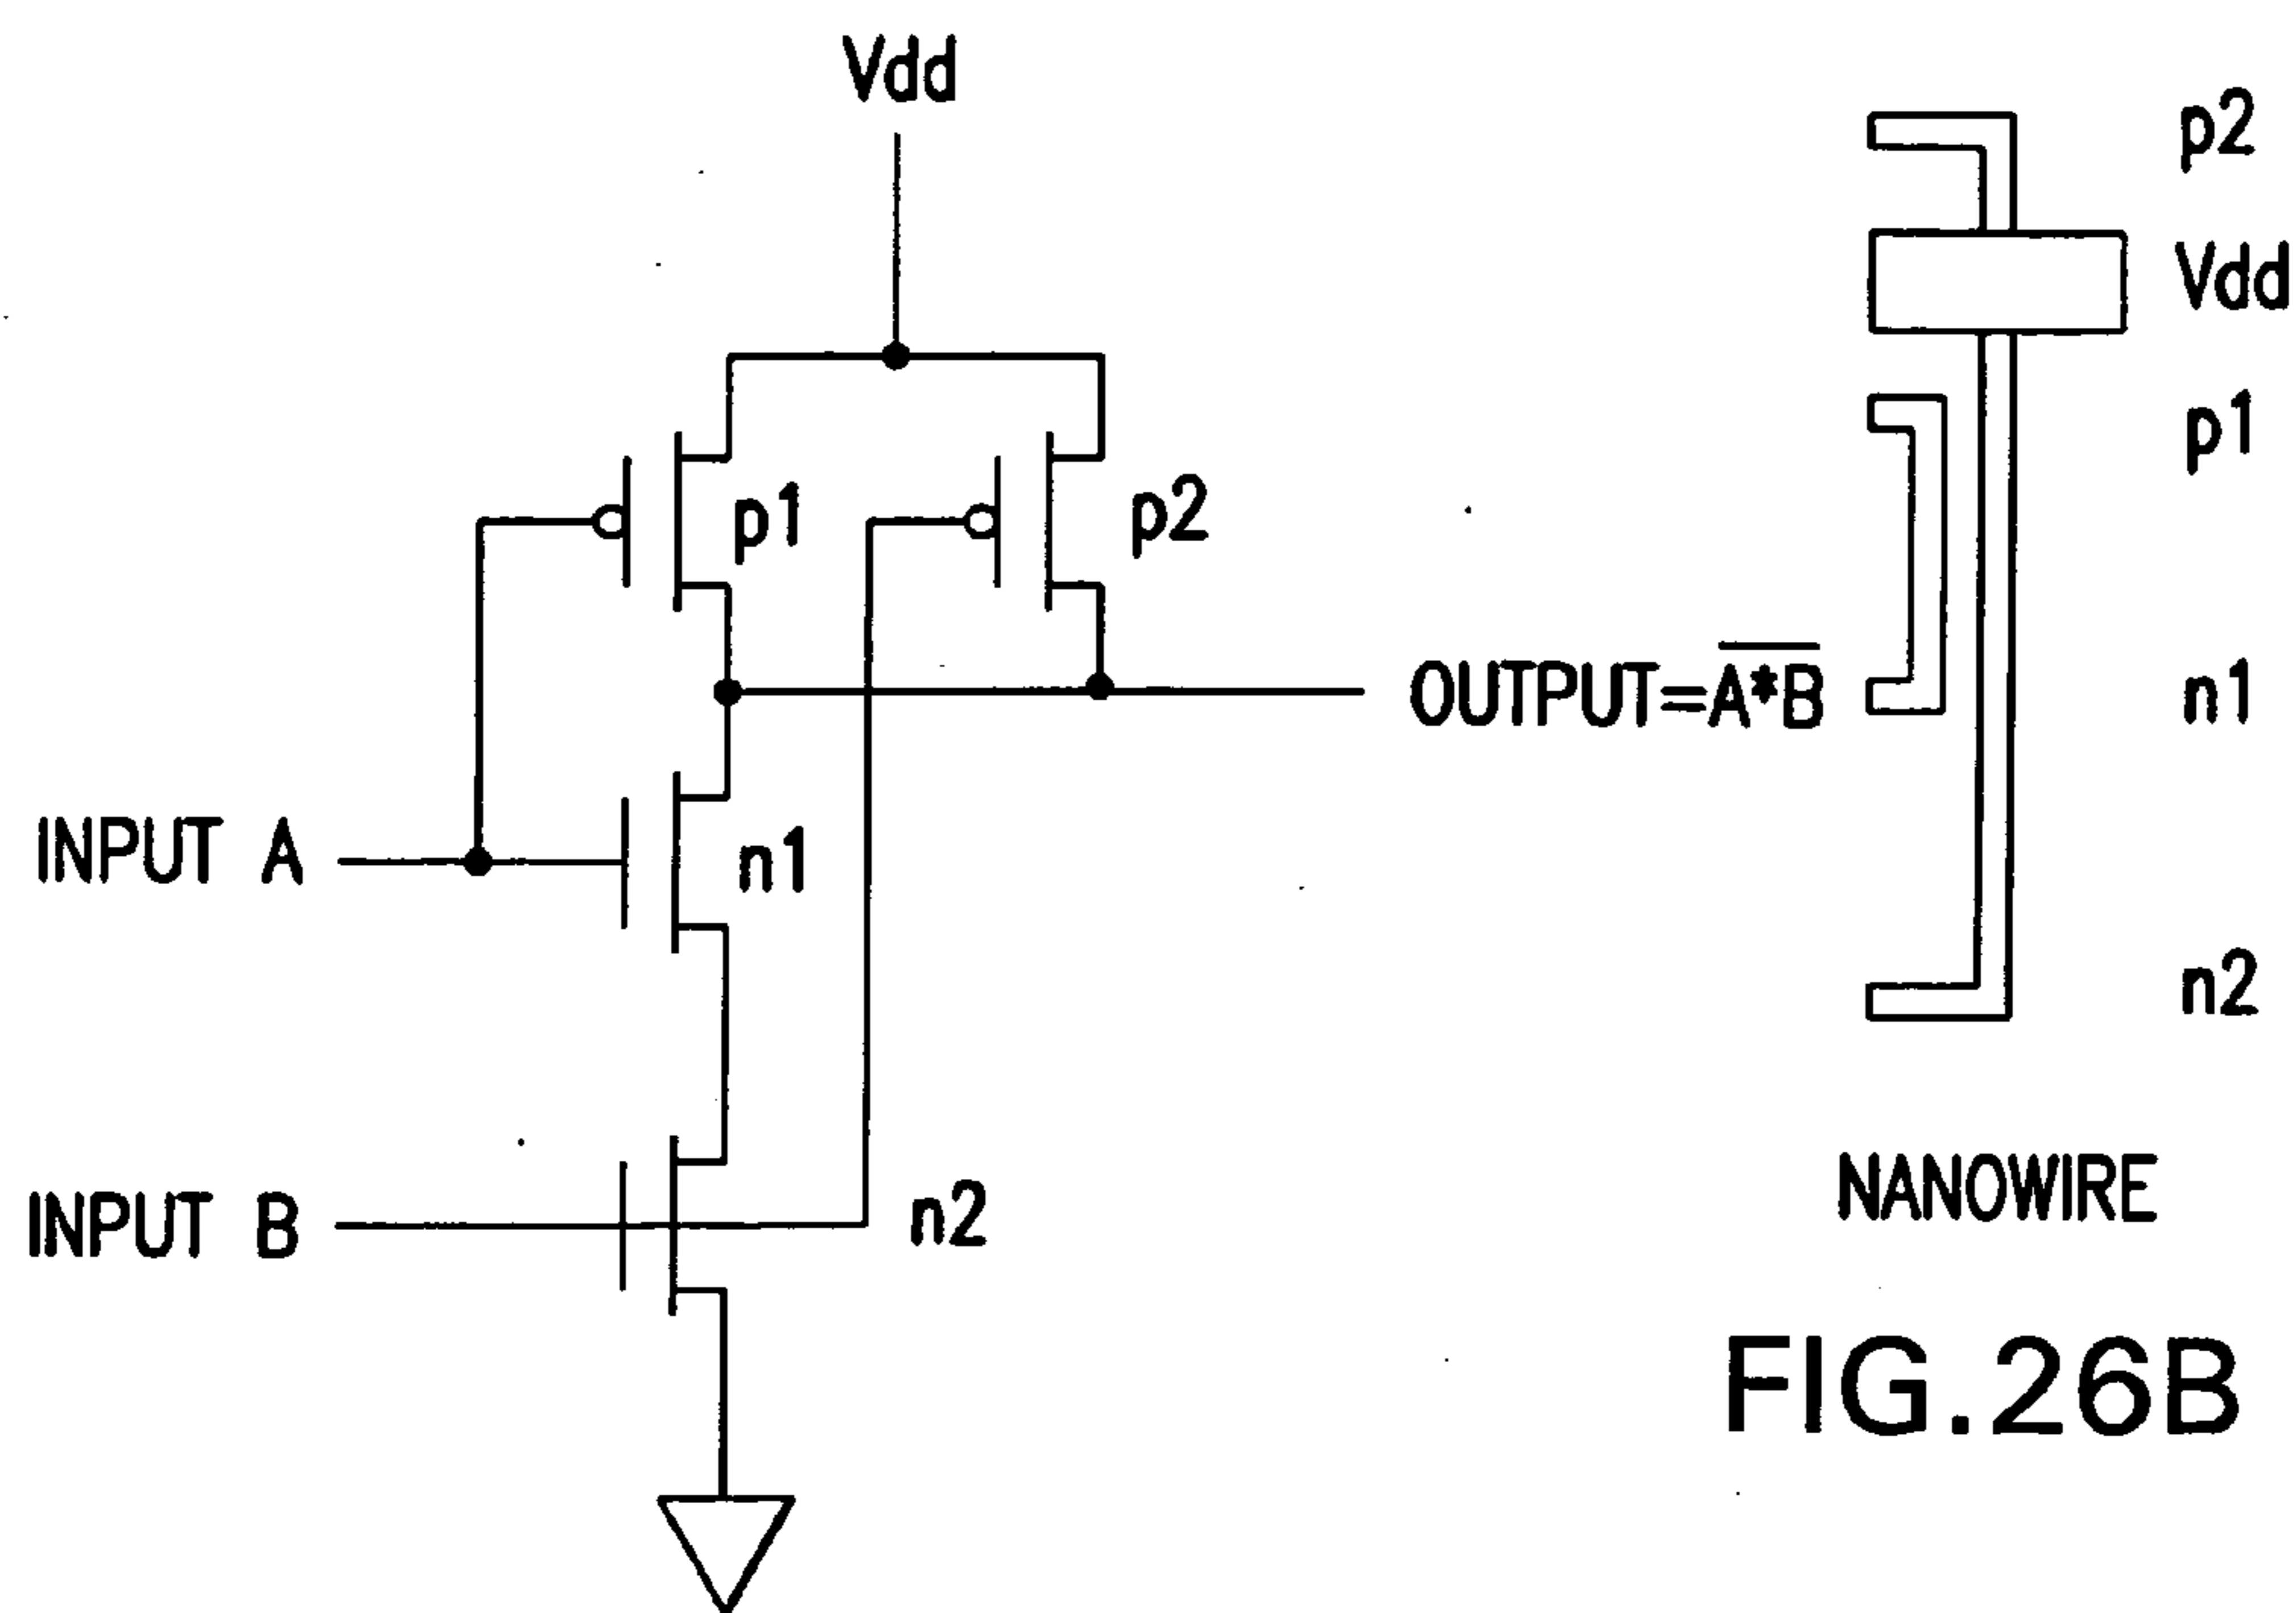 Vdd
p1
p2
OUTPUT=A*B
INPUT A
n1
INPUT B
n2
p2
Vdd
p1
n1
n2
NANOWIRE
FIG.26B